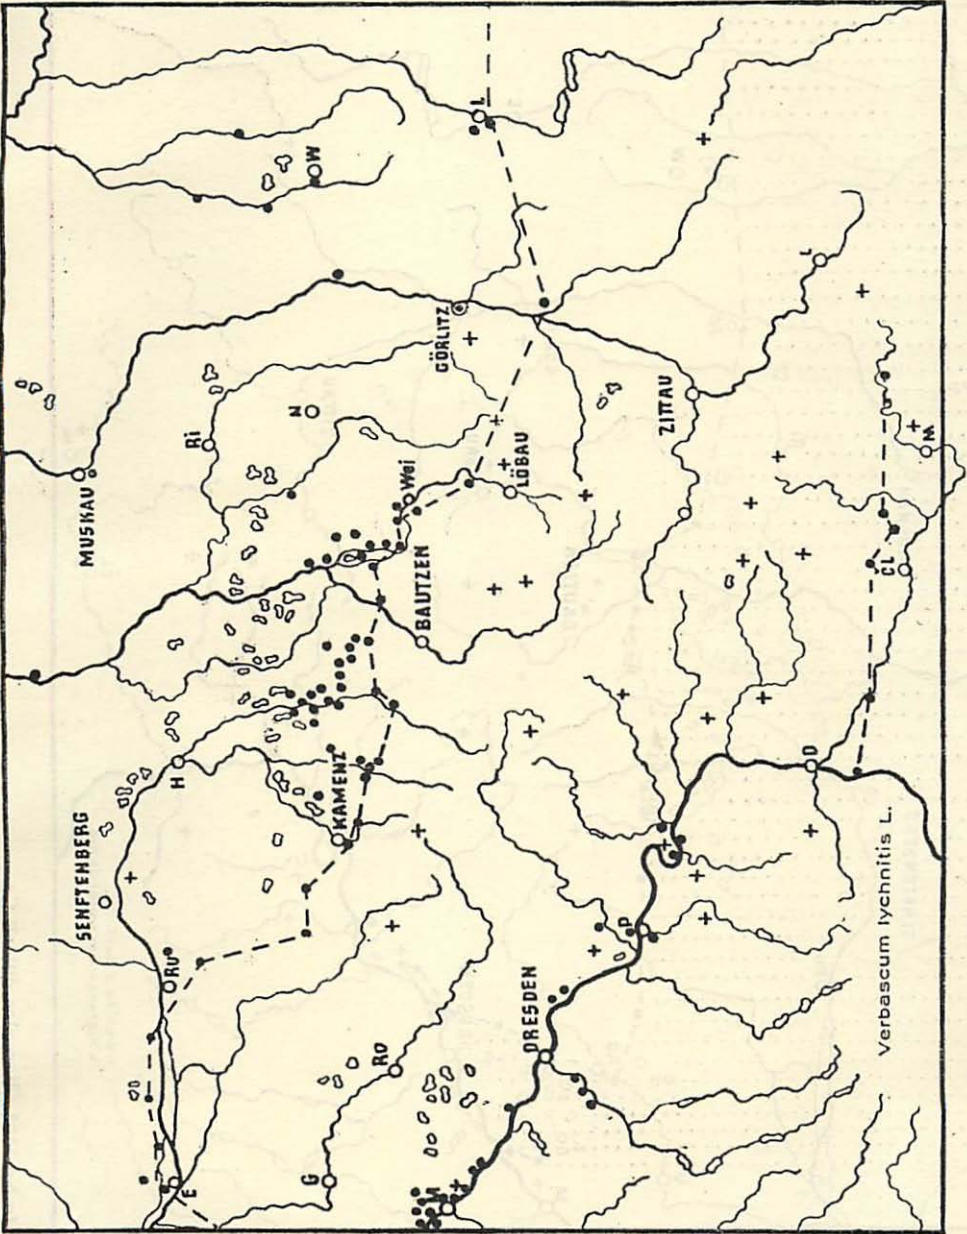 SENFTENBERG
MUSKAU
RU
E
H
Ri
G
KAMENZ
N
W
RO
M
BAUTZEN
Wei
GÖRLITZ
L
LÖBAU
DRESDEN
P
ZITTAU
D
L
CL
M
Verbascum lychnitis L.